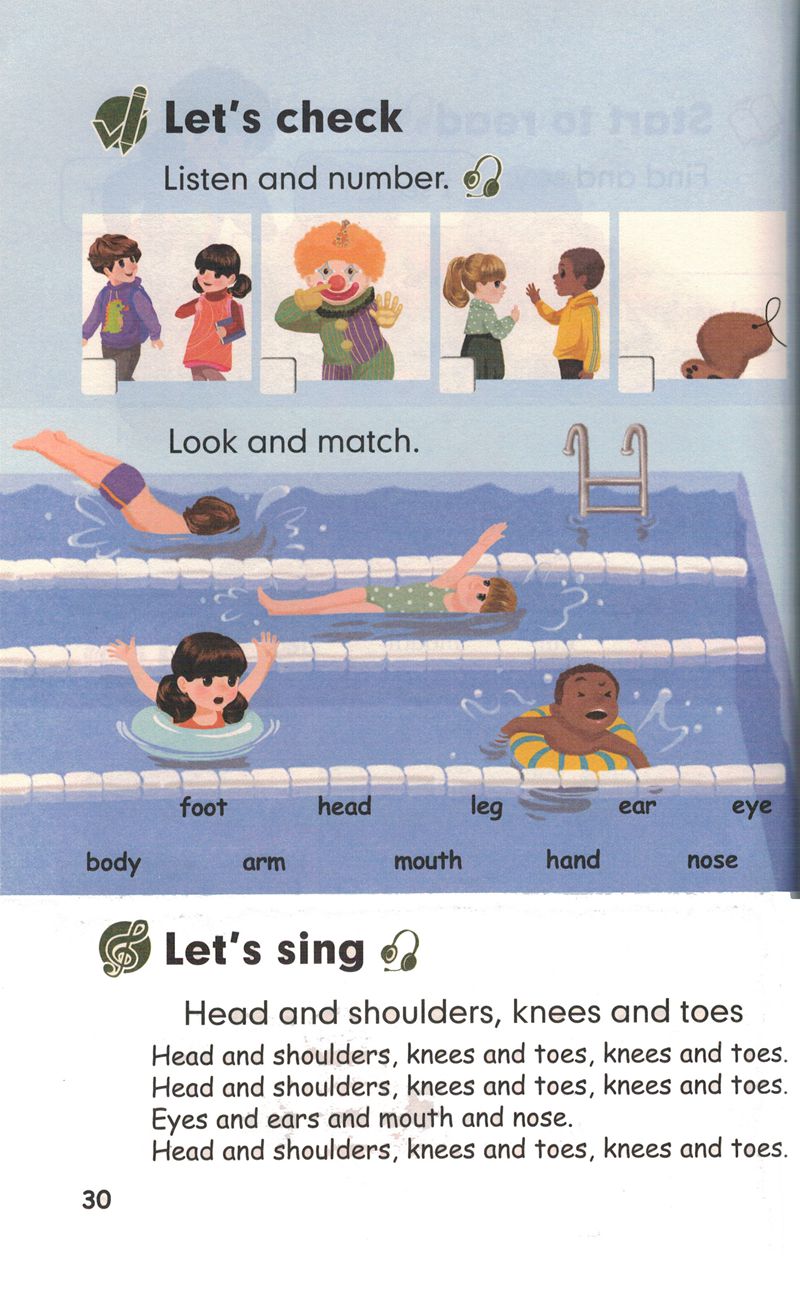 Let's check
Listen and number.
Look and match.
foot head leg ear eye
body arm mouth hand nose
Let's sing
Head and shoulders, knees and toes
Head and shoulders, knees and toes, knees and toes.
Head and shoulders, knees and toes, knees and toes.
Eyes and ears and mouth and nose.
Head and shoulders, knees and toes, knees and toes.
30